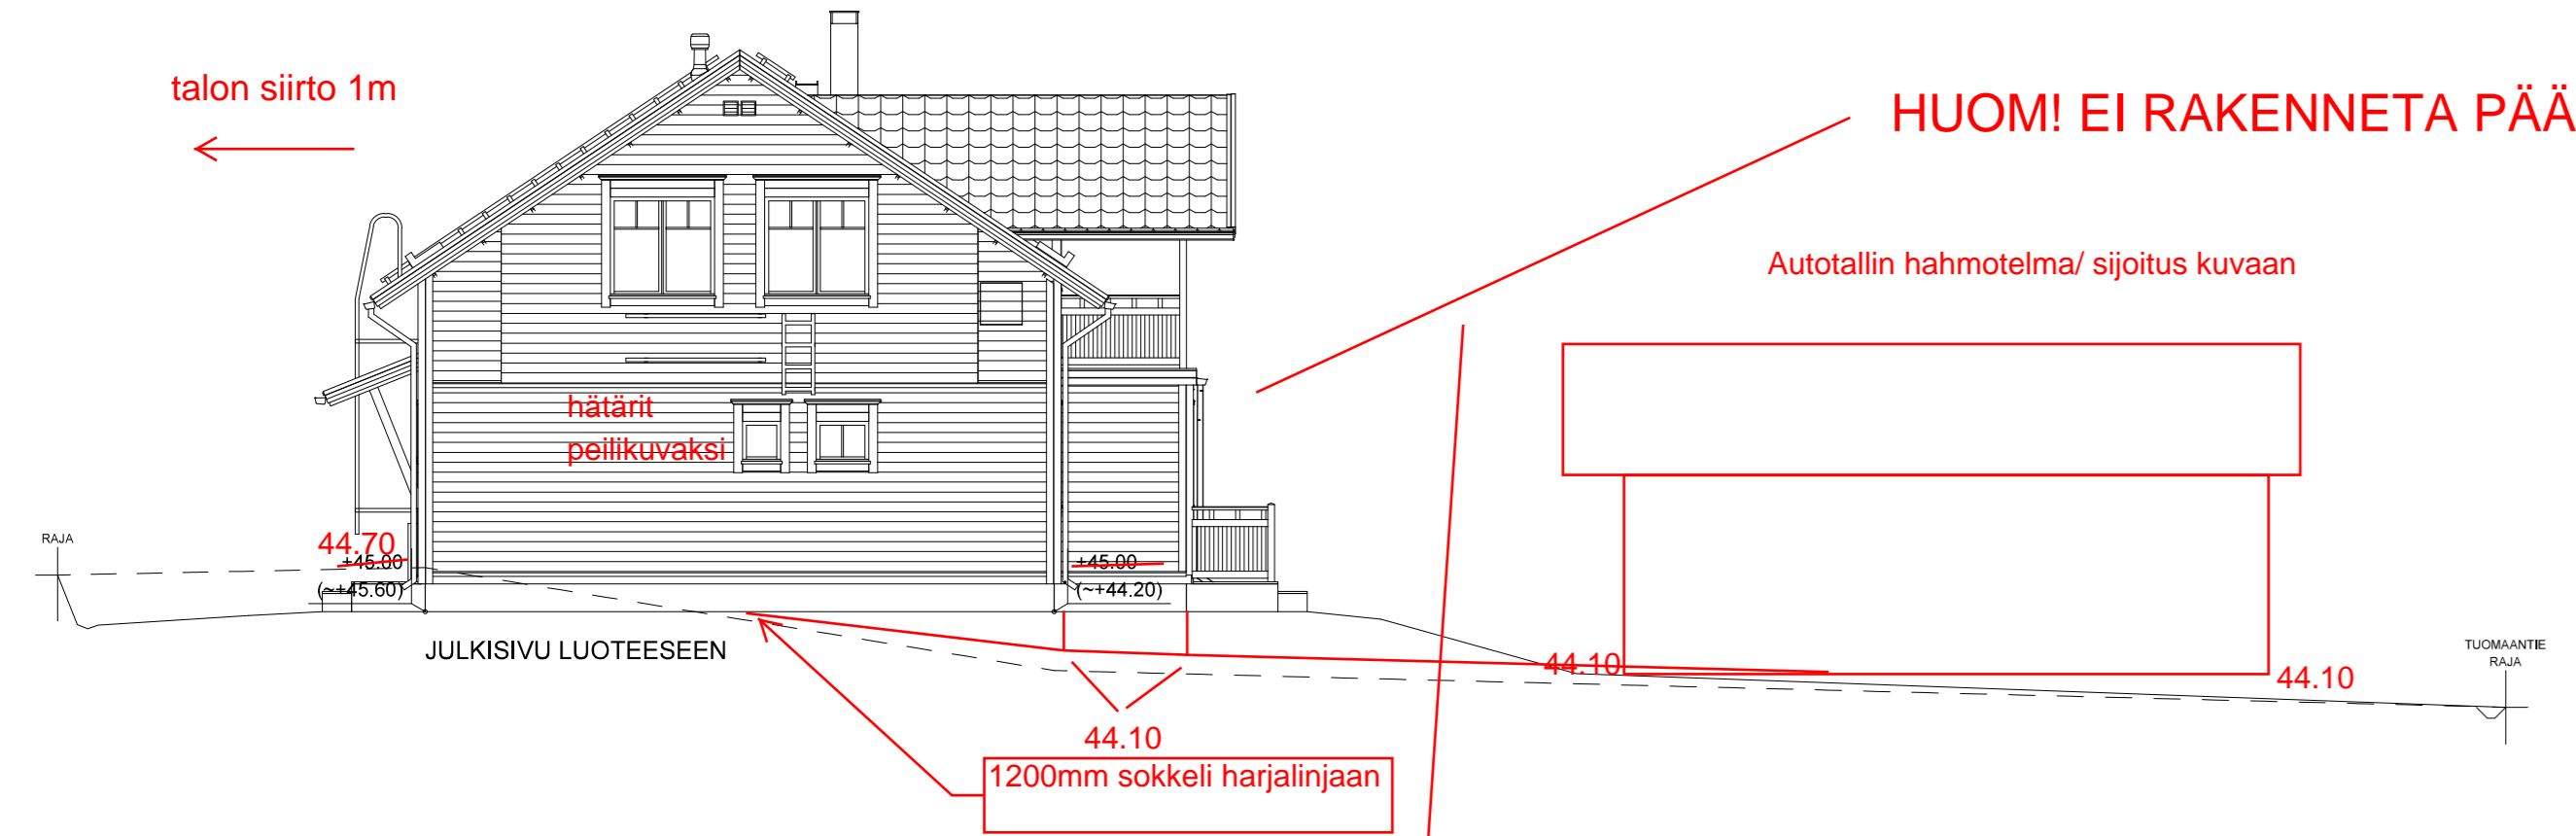 talon siirto 1m
HUOM! EI RAKENNETA PÄÄ
Autotallin hahmotelma/ sijoitus kuvaan
hätärit
peilikuvaksi
RAJA
44.70
+45.00
(~+45.60)
+45.00
(~+44.20)
JULKISIVU LUOTEESEEN
44.10
44.10
TUOMAANTIE
RAJA
44.10
1200mm sokkeli harjalinjaan